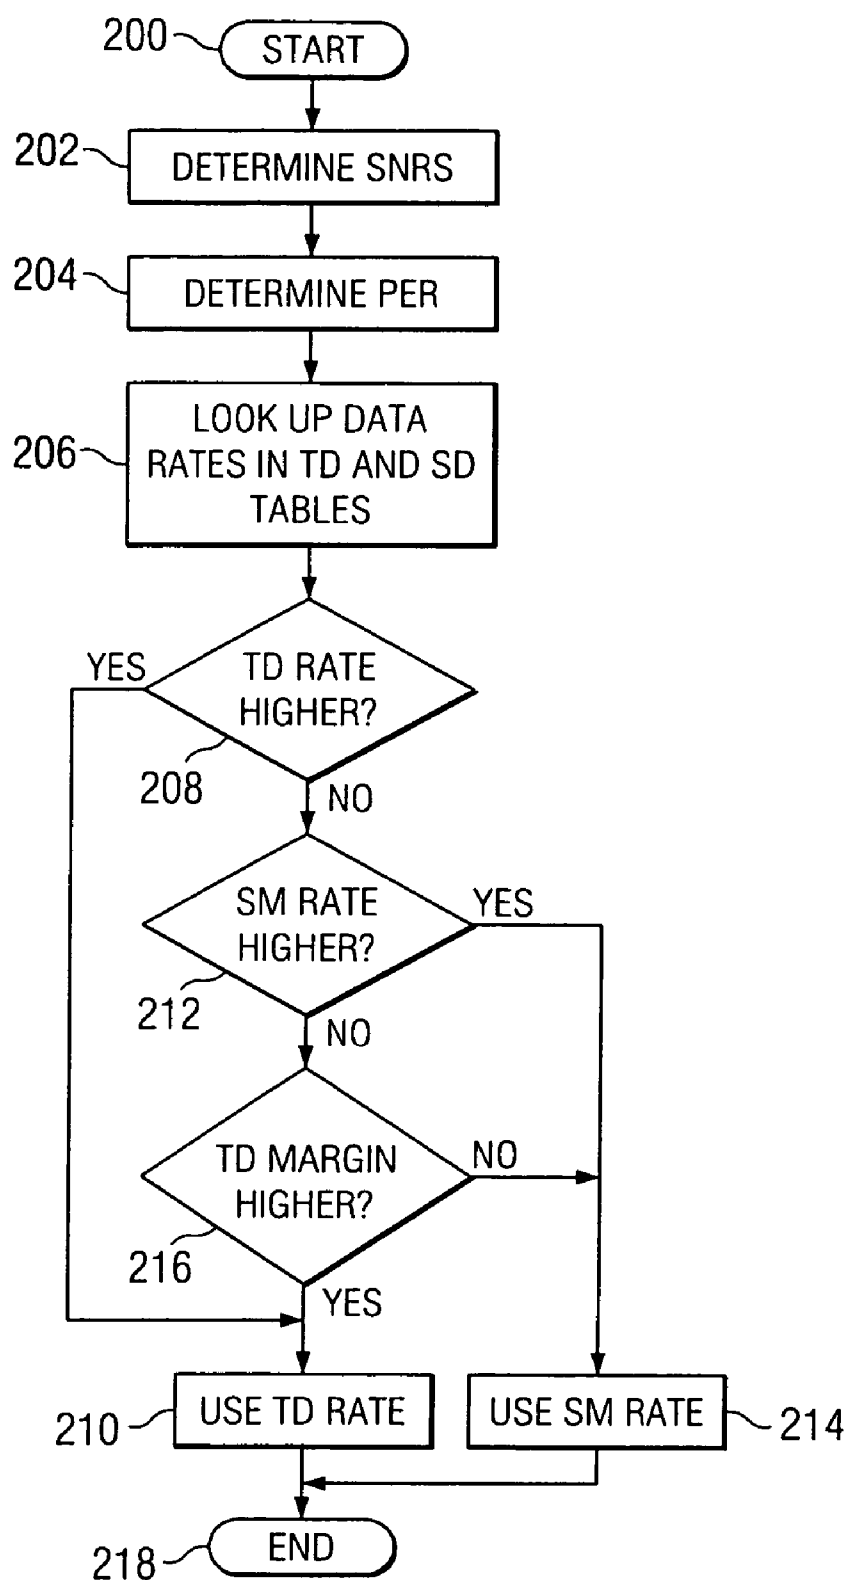 200
START
202
DETERMINE SNRS
204
DETERMINE PER
206
LOOK UP DATA
RATES IN TD AND SD
TABLES
YES
TD RATE
HIGHER?
208
NO
SM RATE
HIGHER?
YES
212
NO
TD MARGIN
HIGHER?
NO
216
YES
210
USE TD RATE
USE SM RATE
214
END
218